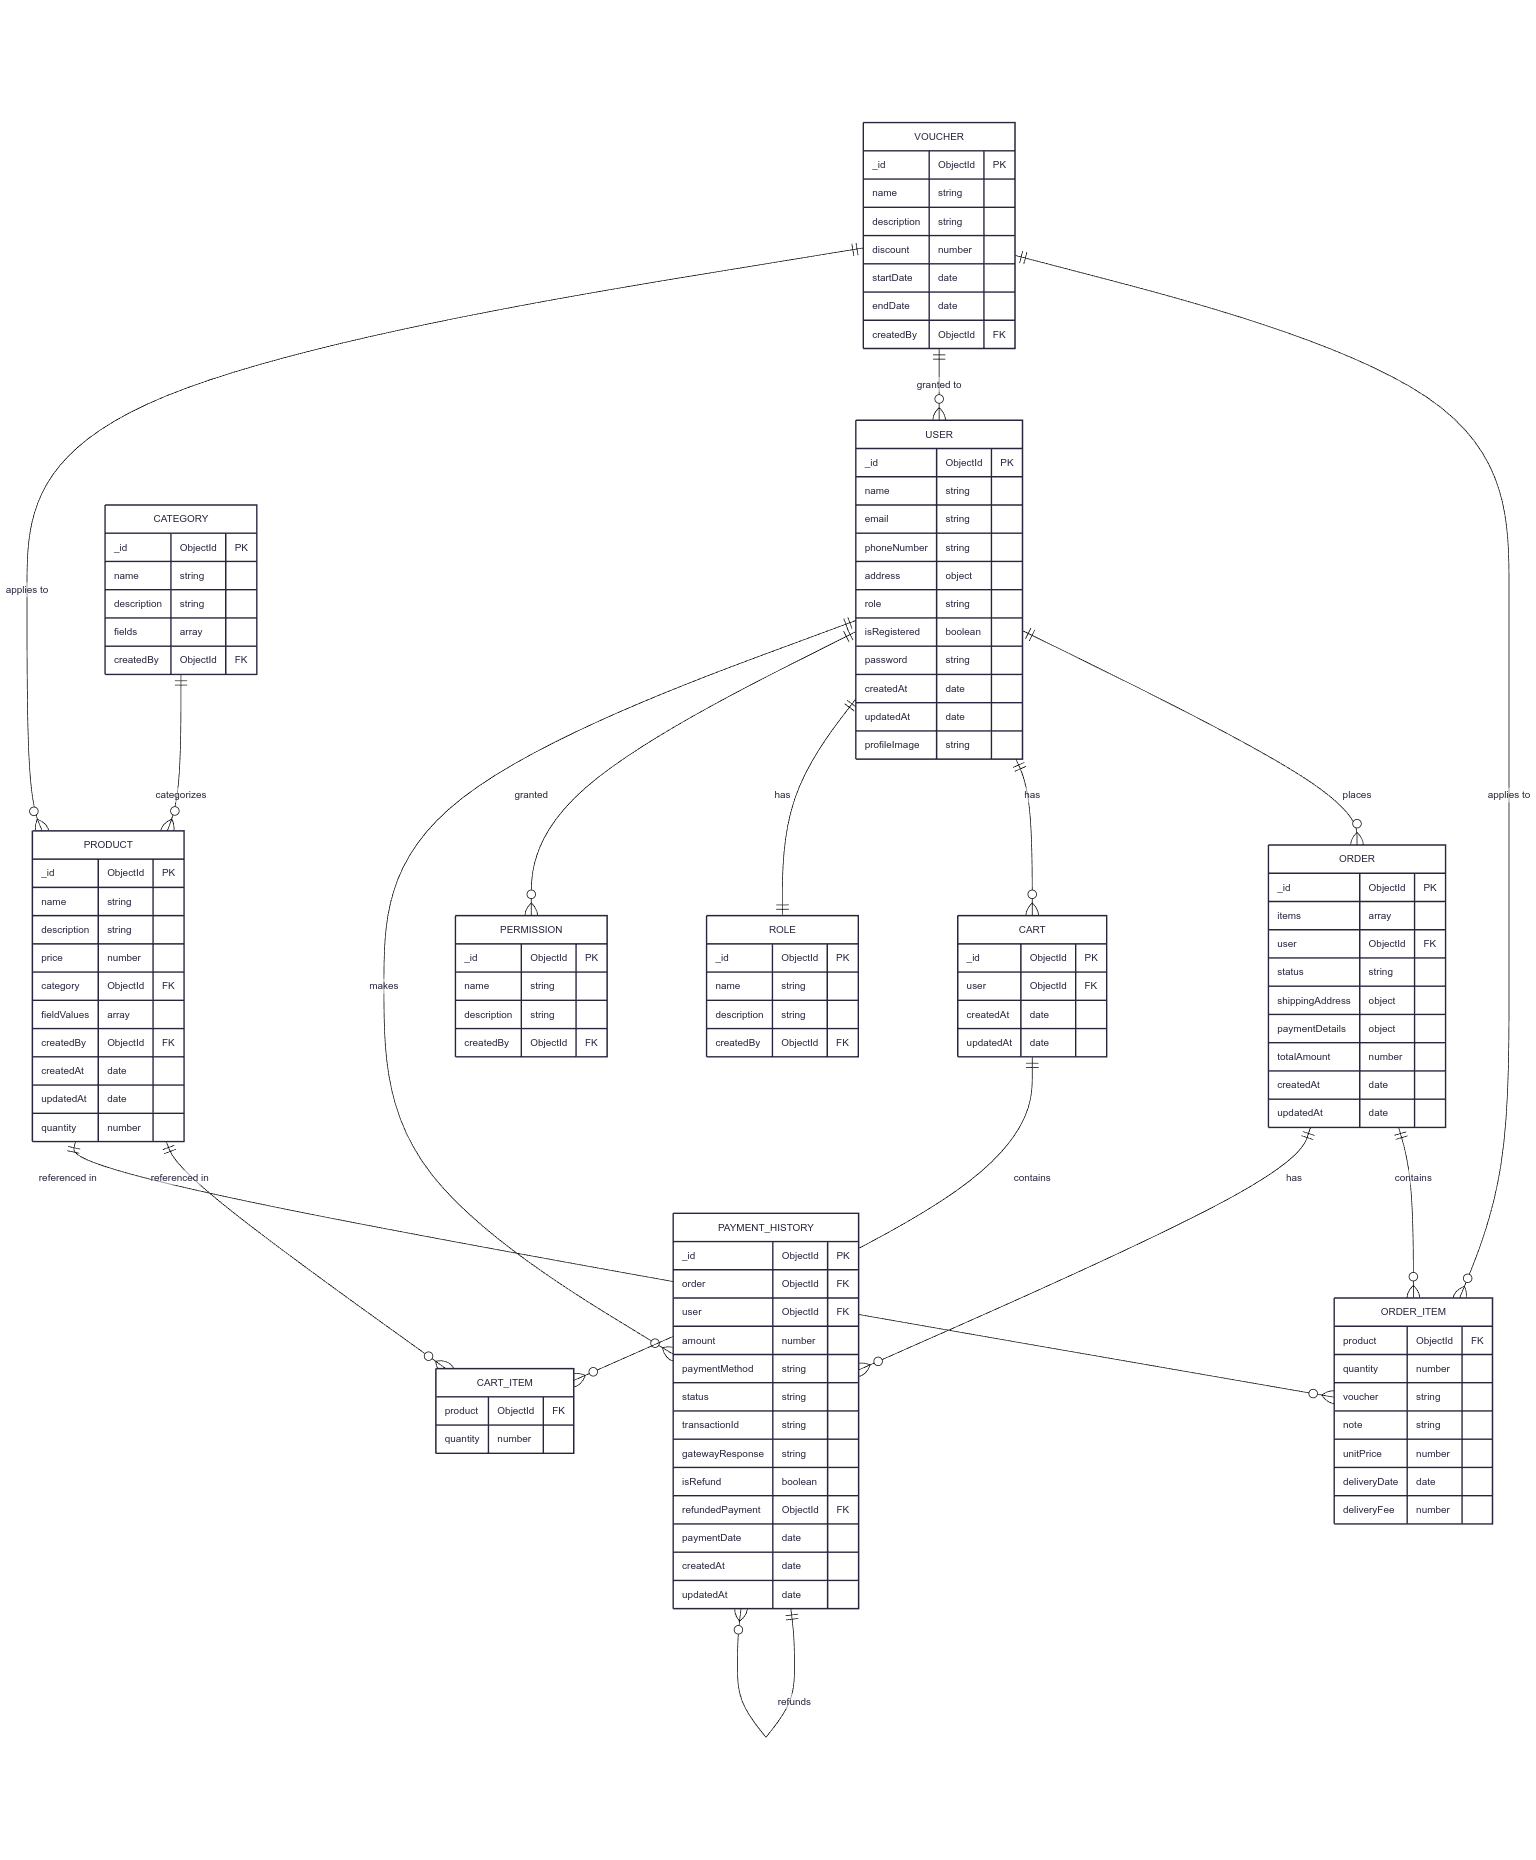 VOUCHER
_id ObjectId PK
name string
description string
discount number
startDate date
endDate date
createdBy ObjectId FK
granted to
USER
_id ObjectId PK
name string
email string
phoneNumber string
address object
role string
isRegistered boolean
password string
createdAt date
updatedAt date
profileImage string
CATEGORY
_id ObjectId PK
name string
description string
fields array
createdBy ObjectId FK
applies to
categorizes
granted
has
has
places
applies to
PRODUCT
_id ObjectId PK
name string
description string
price number
category ObjectId FK
fieldValues array
createdBy ObjectId FK
createdAt date
updatedAt date
quantity number
makes
PERMISSION
_id ObjectId PK
name string
description string
createdBy ObjectId FK
ROLE
_id ObjectId PK
name string
description string
createdBy ObjectId FK
CART
_id ObjectId PK
user ObjectId FK
createdAt date
updatedAt date
ORDER
_id ObjectId PK
items array
user ObjectId FK
status string
shippingAddress object
paymentDetails object
totalAmount number
createdAt date
updatedAt date
referenced in
referenced in
contains
has
contains
PAYMENT_HISTORY
_id ObjectId PK
order ObjectId FK
user ObjectId FK
amount number
paymentMethod string
status string
transactionId string
gatewayResponse string
isRefund boolean
refundedPayment ObjectId FK
paymentDate date
createdAt date
updatedAt date
CART_ITEM
product ObjectId FK
quantity number
ORDER_ITEM
product ObjectId FK
quantity number
voucher string
note string
unitPrice number
deliveryDate date
deliveryFee number
refunds